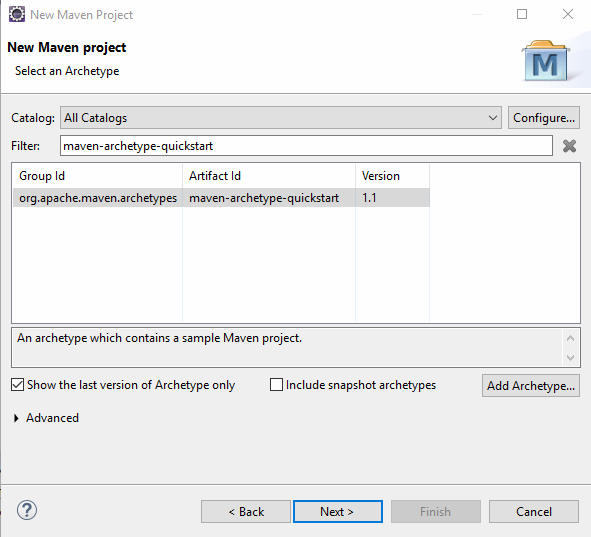 New Maven Project
New Maven project
Select an Archetype
M
Catalog: All Catalogs Configure...
Filter: maven-archetype-quickstart
Group Id Artifact Id Version
org.apache.maven.archetypes maven-archetype-quickstart 1.1
An archetype which contains a sample Maven project.
Show the last version of Archetype only Include snapshot archetypes Add Archetype...
Advanced
? < Back Next > Finish Cancel